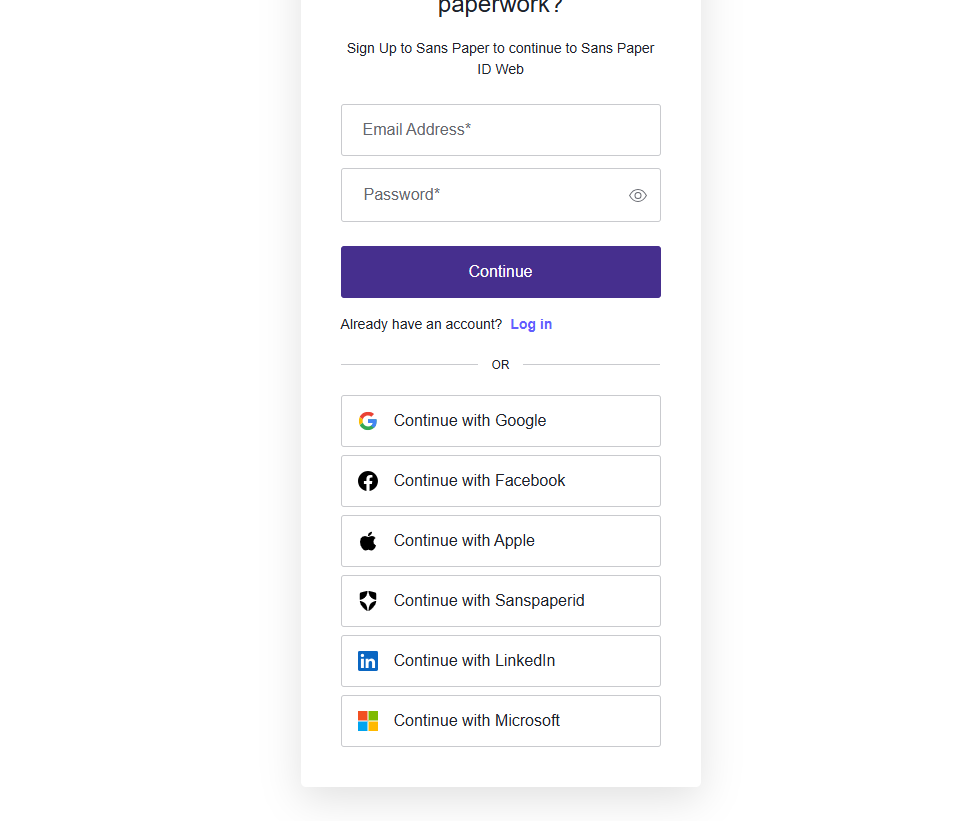 paperwork?
Sign Up to Sans Paper to continue to Sans Paper
ID Web
Email Address*
Password*
Continue
Already have an account? Log in
OR
Continue with Google
Continue with Facebook
Continue with Apple
Continue with Sanspaperid
Continue with LinkedIn
Continue with Microsoft